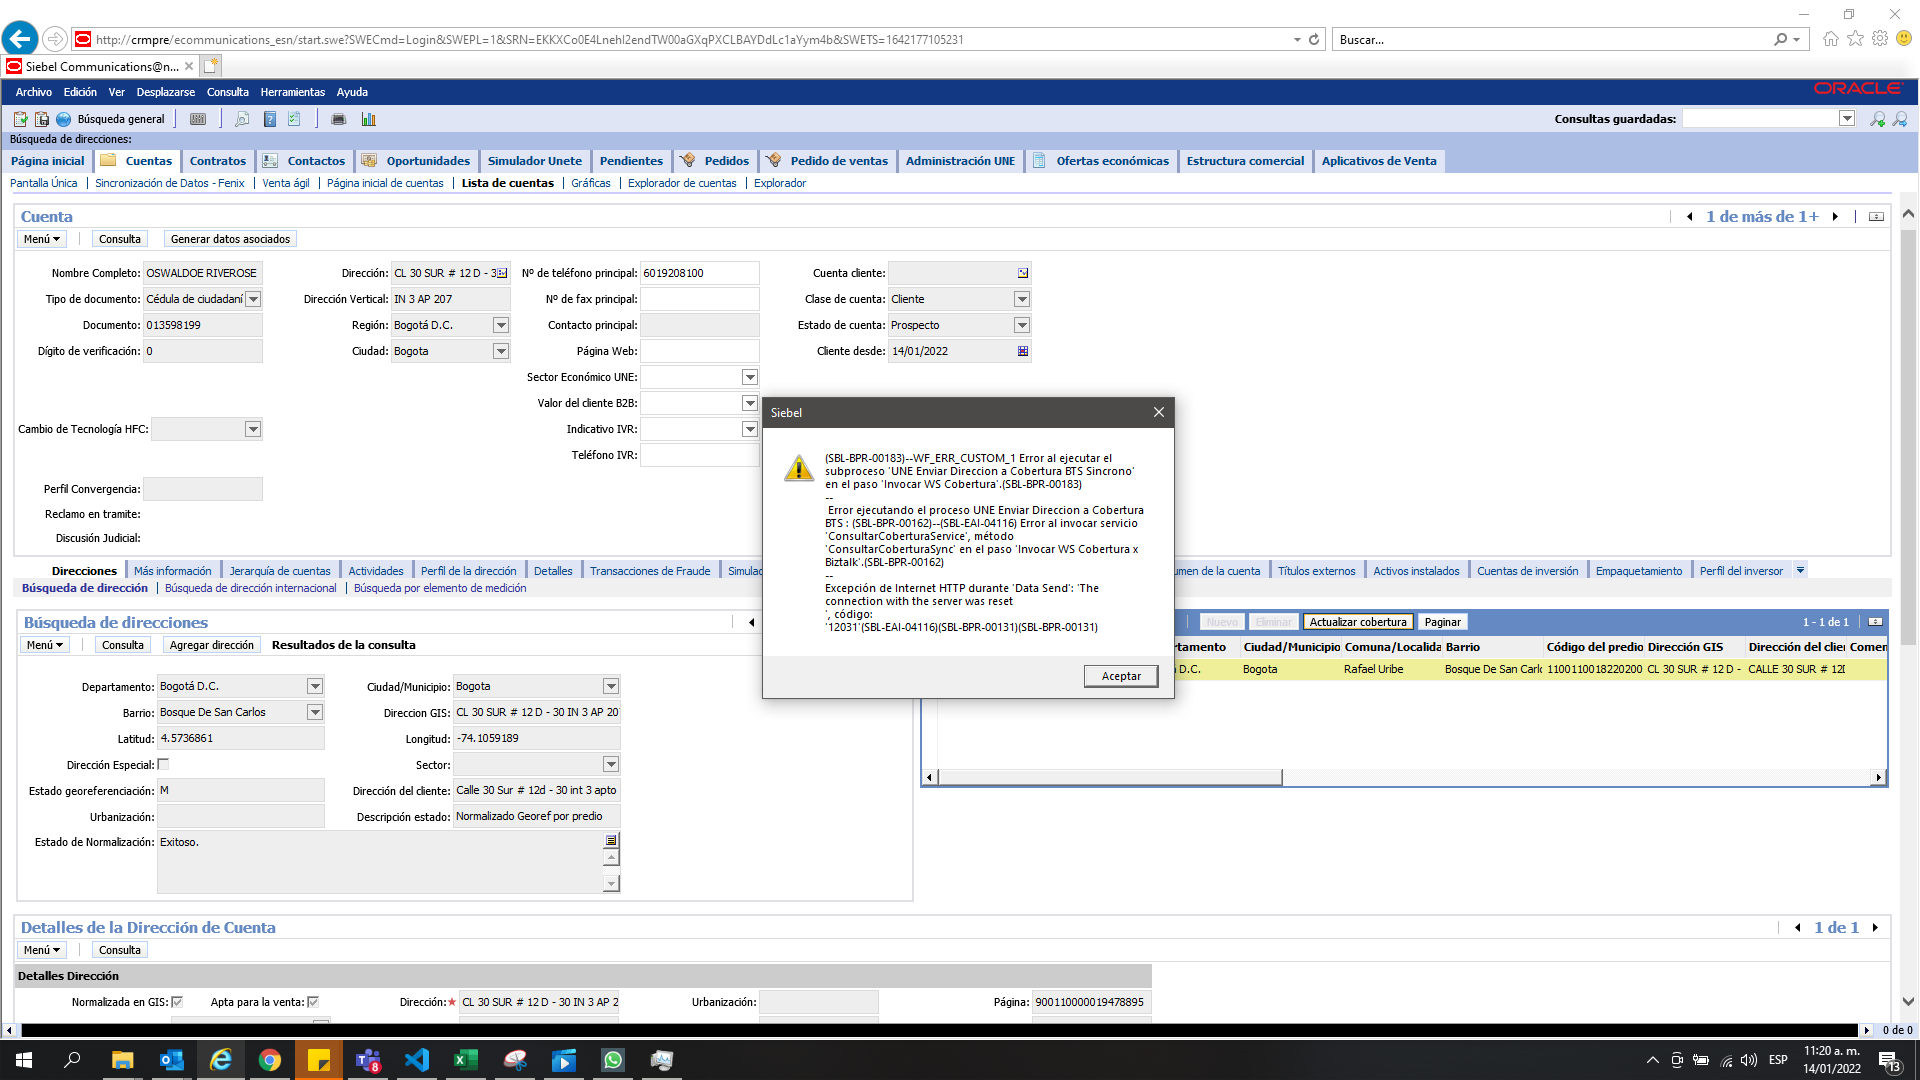 http://crmpre/ecommunications_esn/start.swe?SWECmd=Login&SWEPL=1&SRN=EKKXCo0E4Lnehl2endTW00aGXqPXCLBAYDdLc1aYym4b&SWETS=1642177105231
Buscar...
Siebel Communications@n...
Archivo Edición Ver Desplazarse Consulta Herramientas Ayuda
ORACLE
Búsqueda general
Consultas guardadas:
Búsqueda de direcciones:
Página inicial Cuentas Contratos Contactos Oportunidades Simulador Unete Pendientes Pedidos Pedido de ventas Administración UNE Ofertas económicas Estructura comercial Aplicativos de Venta
Pantalla Única Sincronización de Datos - Fenix Venta ágil Página inicial de cuentas Lista de cuentas Gráficas Explorador de cuentas Explorador
Cuenta
1 de más de 1+
Menú Consulta Generar datos asociados
Nombre Completo: OSWALDOE RIVEROSE Dirección: CL 30 SUR # 12 D - 3 Nº de teléfono principal: 6019208100 Cuenta cliente:
Tipo de documento: Cédula de ciudadaní Dirección Vertical: IN 3 AP 207 Nº de fax principal: Clase de cuenta: Cliente
Documento: 013598199 Región: Bogotá D.C. Contacto principal: Estado de cuenta: Prospecto
Dígito de verificación: 0 Ciudad: Bogota Página Web: Cliente desde: 14/01/2022
Sector Económico UNE:
Valor del cliente B2B:
Cambio de Tecnología HFC: Indicativo IVR:
Teléfono IVR:
Perfil Convergencia:
Reclamo en tramite:
Discusión Judicial:
Siebel
(SBL-BPR-00183)--WF_ERR_CUSTOM_1 Error al ejecutar el
subproceso 'UNE Enviar Direccion a Cobertura BTS Sincrono'
en el paso 'Invocar WS Cobertura'.(SBL-BPR-00183)
--
Error ejecutando el proceso UNE Enviar Direccion a Cobertura
BTS : (SBL-BPR-00162)--(SBL-EAI-04116) Error al invocar servicio
'ConsultarCoberturaService', método
'ConsultarCoberturaSync' en el paso 'Invocar WS Cobertura x
Biztalk'.(SBL-BPR-00162)
--
Excepción de Internet HTTP durante 'Data Send': 'The
connection with the server was reset
', código:
'12031'(SBL-EAI-04116)(SBL-BPR-00131)(SBL-BPR-00131)
Aceptar
Direcciones Más información Jerarquía de cuentas Actividades Perfil de la dirección Detalles Transacciones de Fraude Simulac umen de la cuenta Títulos externos Activos instalados Cuentas de inversión Empaquetamiento Perfil del inversor
Búsqueda de dirección Búsqueda de dirección internacional Búsqueda por elemento de medición
Búsqueda de direcciones
Nuevo Eliminar Actualizar cobertura Paginar 1 - 1 de 1
Menú Consulta Agregar dirección Resultados de la consulta
rtamento Ciudad/Municipio Comuna/Localida Barrio Código del predio Dirección GIS Dirección del clie Comen
D.C. Bogota Rafael Uribe Bosque De San Carl 1100110018220200 CL 30 SUR # 12 D - CALLE 30 SUR # 12
Departamento: Bogotá D.C. Ciudad/Municipio: Bogota
Barrio: Bosque De San Carlos Direccion GIS: CL 30 SUR # 12 D - 30 IN 3 AP 20
Latitud: 4.5736861 Longitud: -74.1059189
Dirección Especial: Sector:
Estado georeferenciación: M Dirección del cliente: Calle 30 Sur # 12d - 30 int 3 apto
Urbanización: Descripción estado: Normalizado Georef por predio
Estado de Normalización: Exitoso.
Detalles de la Dirección de Cuenta
1 de 1
Menú Consulta
Detalles Dirección
Normalizada en GIS: Apta para la venta: Dirección:★ CL 30 SUR # 12 D - 30 IN 3 AP 2 Urbanización: Página: 900110000019478895
0 de 0
8
ESP
11:20 a. m.
14/01/2022
13